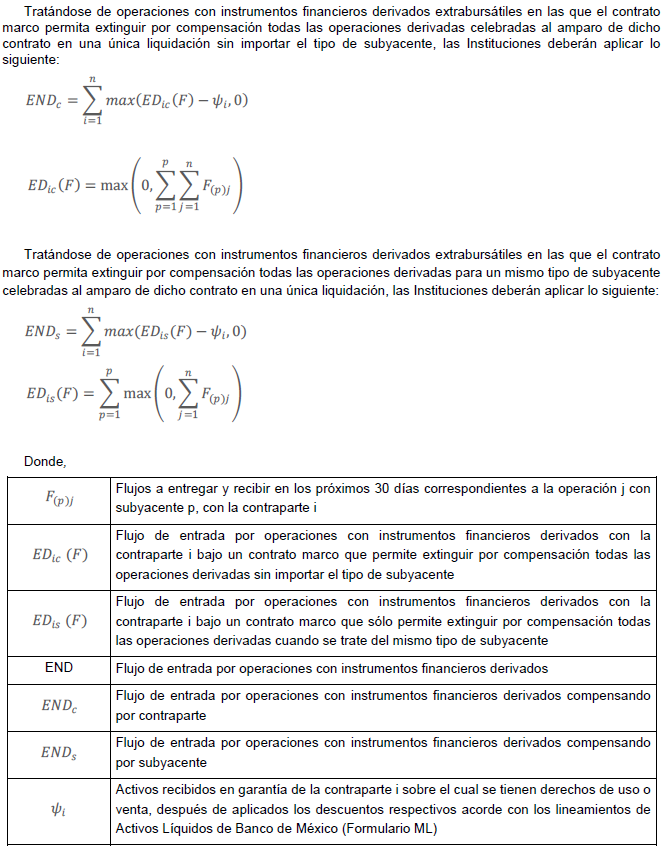 Tratándose de operaciones con instrumentos financieros derivados extrabursátiles en las que el contrato
marco permita extinguir por compensación todas las operaciones derivadas celebradas al amparo de dicho
contrato en una única liquidación sin importar el tipo de subyacente, las Instituciones deberán aplicar lo
siguiente:
$END_c = \sum_{i=1}^{n} max(ED_{ic}(F) - \psi_i, 0)$
$ED_{ic}(F) = \max\left(0, \sum_{p=1}^{p} \sum_{j=1}^{n} F_{(p)j}\right)$
Tratándose de operaciones con instrumentos financieros derivados extrabursátiles en las que el contrato
marco permita extinguir por compensación todas las operaciones derivadas para un mismo tipo de subyacente
celebradas al amparo de dicho contrato en una única liquidación, las Instituciones deberán aplicar lo siguiente:
$END_s = \sum_{i=1}^{n} max(ED_{is}(F) - \psi_i, 0)$
$ED_{is}(F) = \sum_{p=1}^{p} \max\left(0, \sum_{j=1}^{n} F_{(p)j}\right)$
Donde,
$F_{(p)j}$
Flujos a entregar y recibir en los próximos 30 días correspondientes a la operación j con
subyacente p, con la contraparte i
$ED_{ic}(F)$
Flujo de entrada por operaciones con instrumentos financieros derivados con la
contraparte i bajo un contrato marco que permite extinguir por compensación todas las
operaciones derivadas sin importar el tipo de subyacente
$ED_{is}(F)$
Flujo de entrada por operaciones con instrumentos financieros derivados con la
contraparte i bajo un contrato marco que sólo permite extinguir por compensación todas
las operaciones derivadas cuando se trate del mismo tipo de subyacente
END
Flujo de entrada por operaciones con instrumentos financieros derivados
$END_c$
Flujo de entrada por operaciones con instrumentos financieros derivados compensando
por contraparte
$END_s$
Flujo de entrada por operaciones con instrumentos financieros derivados compensando
por subyacente
$\psi_i$
Activos recibidos en garantía de la contraparte i sobre el cual se tienen derechos de uso o
venta, después de aplicados los descuentos respectivos acorde con los lineamientos de
Activos Líquidos de Banco de México (Formulario ML)